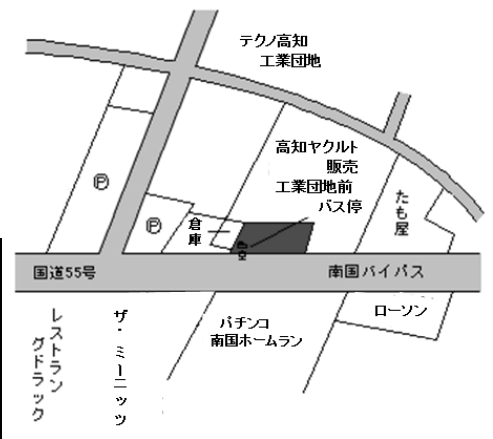 テクノ高知
工業団地
高知ヤクルト
販売
工業団地前
バス停
たも屋
倉庫
Ⓟ
Ⓟ
国道55号
南国バイパス
ローソン
パチンコ
南国ホームラン
ザ・ミーニッツ
レストラン
グドラック